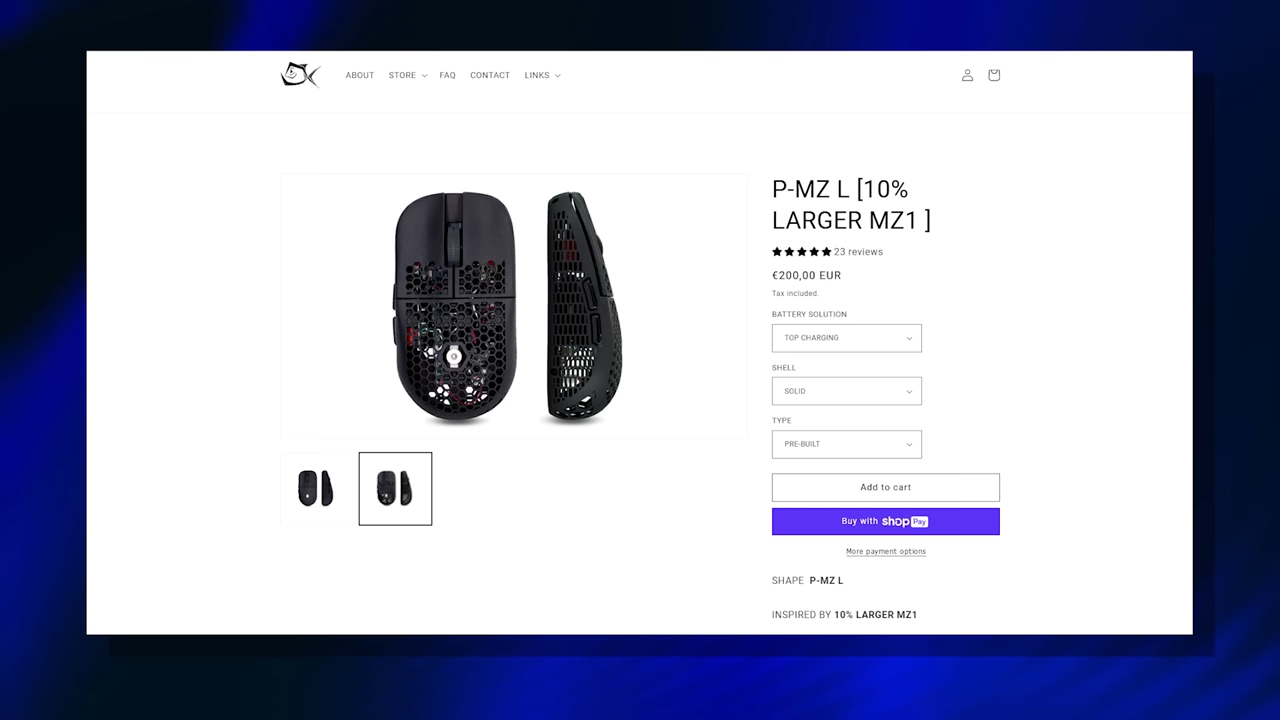 ABOUT STORE FAQ CONTACT LINKS
P-MZ L [10%
LARGER MZ1 ]
23 reviews
€200,00 EUR
Tax included.
BATTERY SOLUTION
TOP CHARGING
SHELL
SOLID
TYPE
PRE-BUILT
Add to cart
Buy with shop Pay
More payment options
SHAPE P-MZ L
INSPIRED BY 10% LARGER MZ1